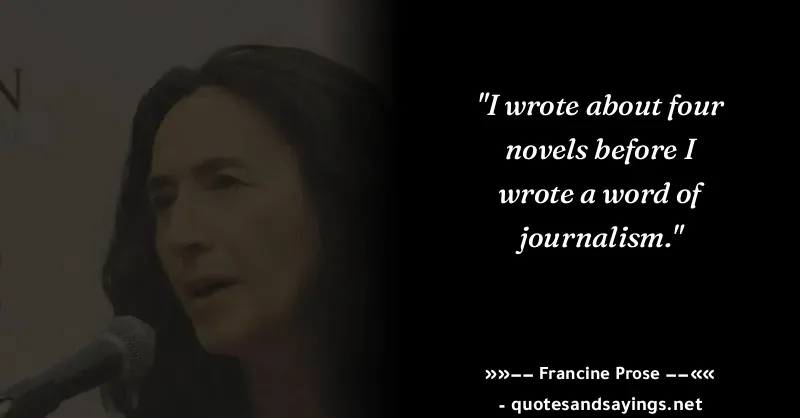 N
"I wrote about four
novels before I
wrote a word of
journalism."
»»−− Francine Prose −−««
- quotesandsayings.net